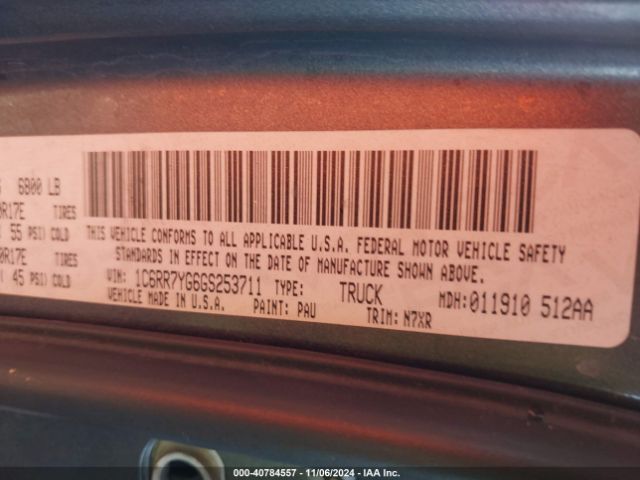 6800 LB
TIRES
55 PSI) COLD
TIRES
45 PSI) COLD
THIS VEHICLE CONFORMS TO ALL APPLICABLE U.S.A. FEDERAL MOTOR VEHICLE SAFETY
STANDARDS IN EFFECT ON THE DATE OF MANUFACTURE SHOWN ABOVE.
VIN: 1C6RR7YG6GS253711 TYPE: TRUCK MDH: 011910 512AA
VEHICLE MADE IN U.S.A PAINT: PAU TRIM: N7XR
000-40784557 - 11/06/2024 - IAA Inc.